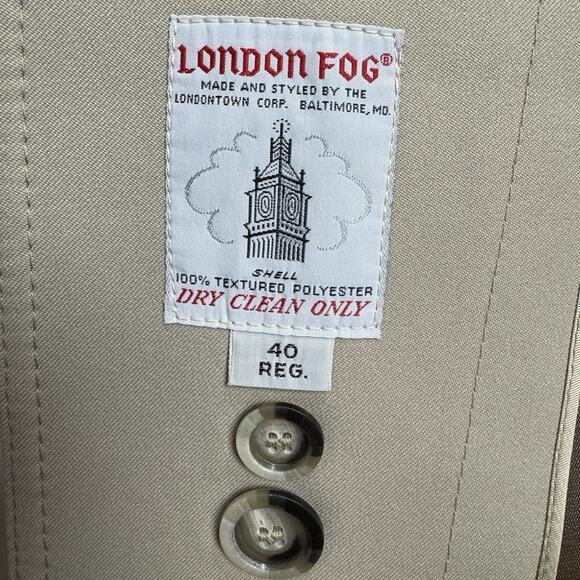 LONDON FOG®
MADE AND STYLED BY THE
LONDONTOWN CORP. BALTIMORE, MD.
SHELL
100% TEXTURED POLYESTER
DRY CLEAN ONLY
40
REG.